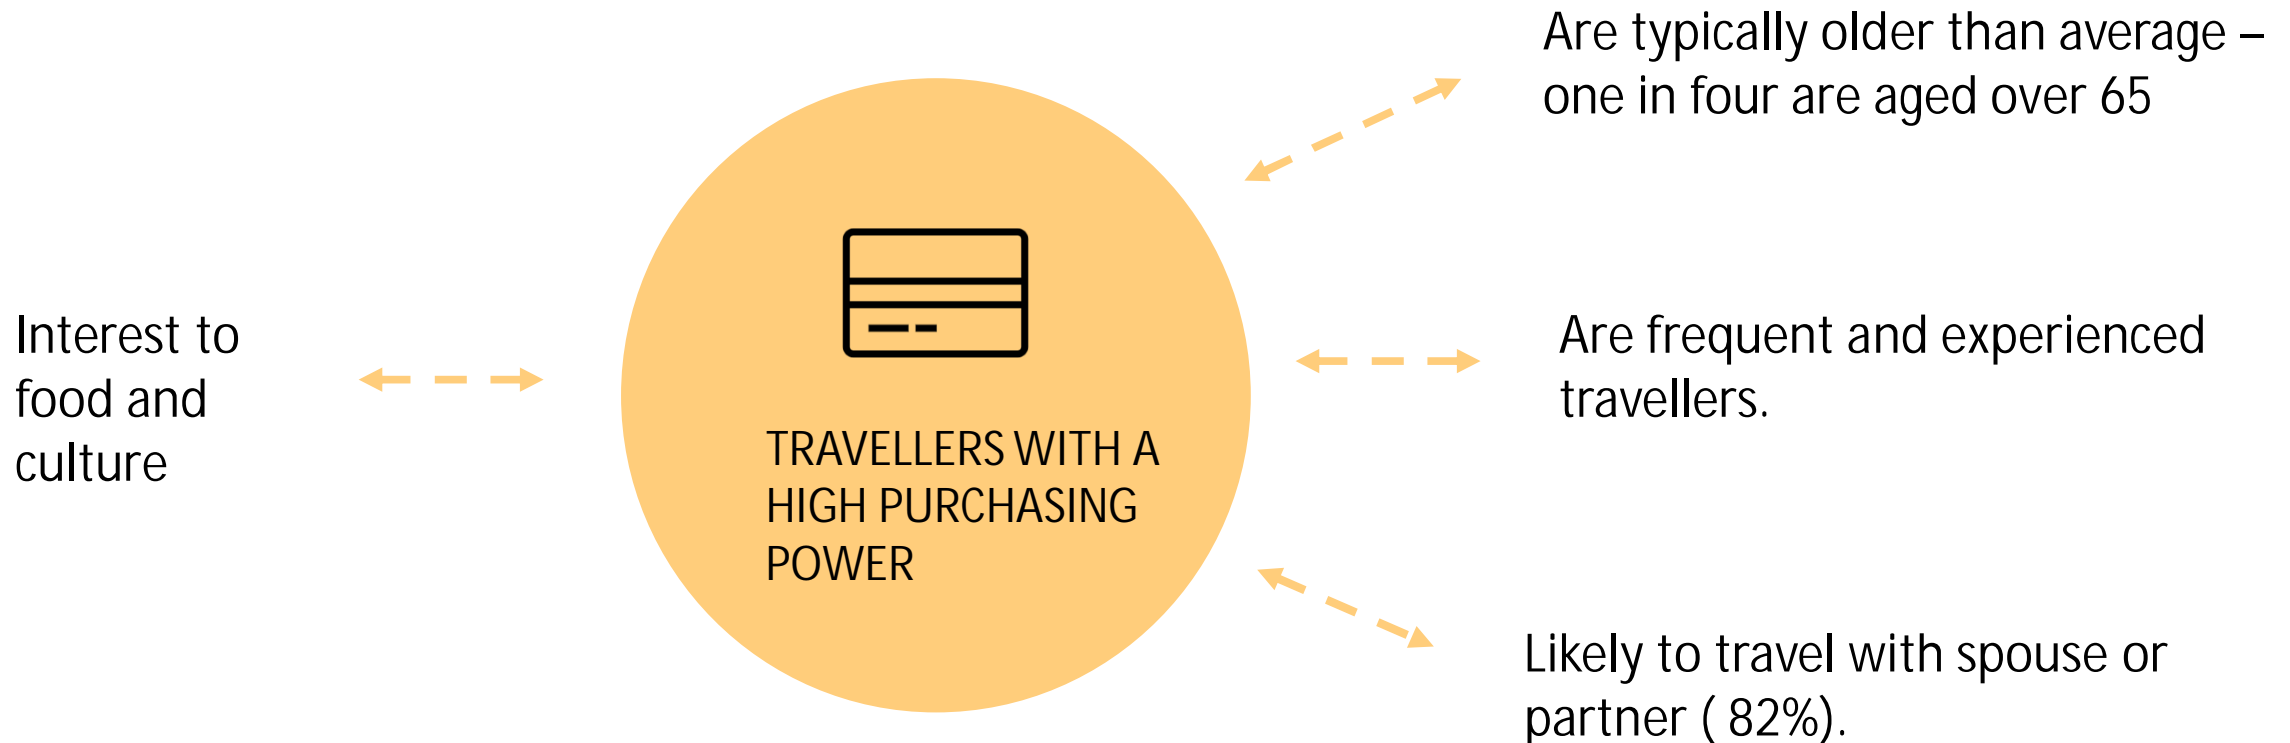 Interest to
food and
culture
TRAVELLERS WITH A
HIGH PURCHASING
POWER
Are typically older than average –
one in four are aged over 65
Are frequent and experienced
travellers.
Likely to travel with spouse or
partner ( 82%).